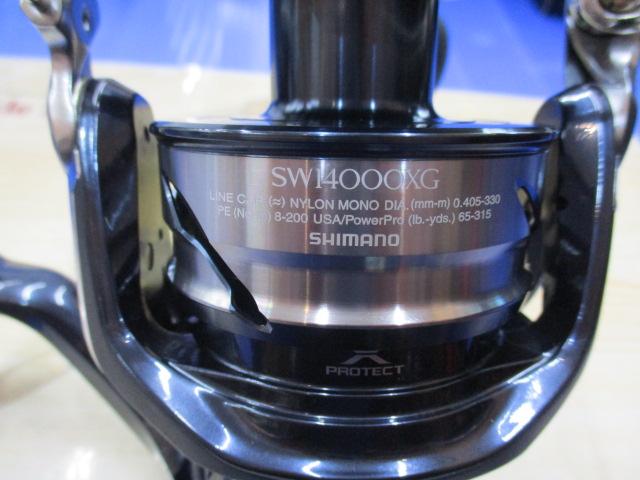 SW14000XG
LINE CAP. (≈) NYLON MONO DIA. (mm-m) 0.405-330
PE (No.-m) 8-200 USA/PowerPro (lb.-yds.) 65-315
SHIMANO
X PROTECT